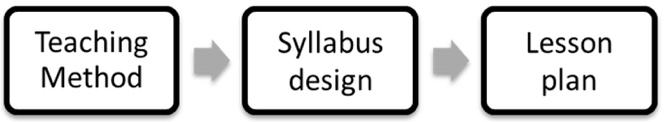 Teaching
Method
Syllabus
design
Lesson
plan